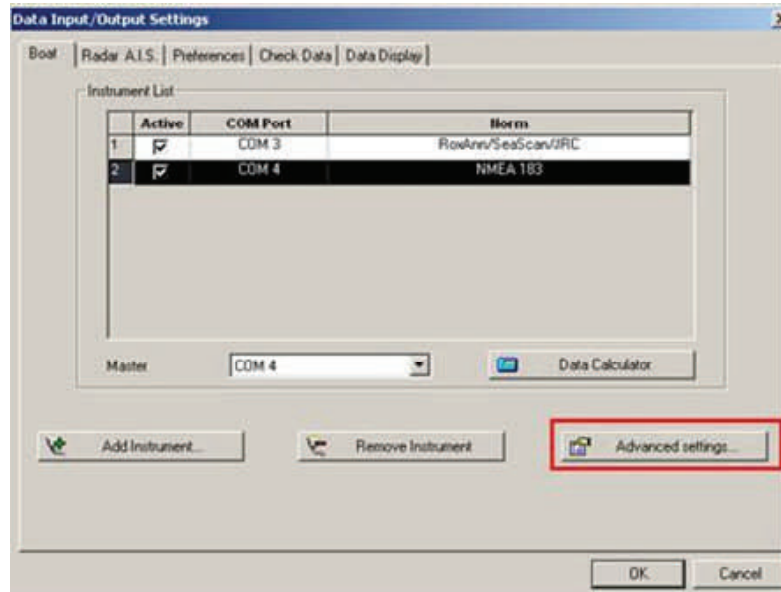 Data Input/Output Settings
Boat Radar A.I.S. Preferences Check Data Data Display
Instrument List
Active COM Port Norm
1 COM 3 RoxAnn/SeaScan/JRC
2 COM 4 NMEA 183
Master COM 4 Data Calculator
Add Instrument... Remove Instrument Advanced settings...
OK Cancel